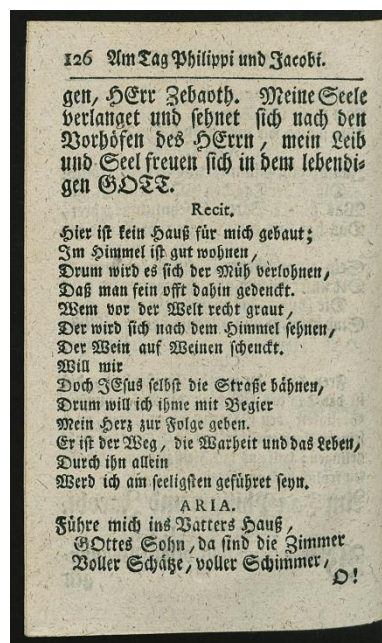 126 Am Tag Philippi und Jacobi.
gen, HErr Zebaoth. Meine Seele
verlanget und sehnet sich nach den
Vorhöfen des HErrn, mein Leib
und Seel freuen sich in dem lebendi-
gen GOTT.
Recit.
Hier ist kein Hauß für mich gebaut;
Im Himmel ist gut wohnen,
Drum wird es sich der Müh verlohnen,
Daß man fein offt dahin gedenckt.
Wem vor der Welt recht graut,
Der wird sich nach dem Himmel sehnen,
Der Wein auf Weinen schenckt.
Will mir
Doch JEsus selbst die Straße bähnen,
Drum will ich ihme mit Begier
Mein Herz zur Folge geben.
Er ist der Weg, die Warheit und das Leben,
Durch ihn allein
Werd ich am seeligsten geführet seyn.
ARIA.
Führe mich ins Vatters Hauß,
GOttes Sohn, da sind die Zimmer
Voller Schätze, voller Schimmer,
O!